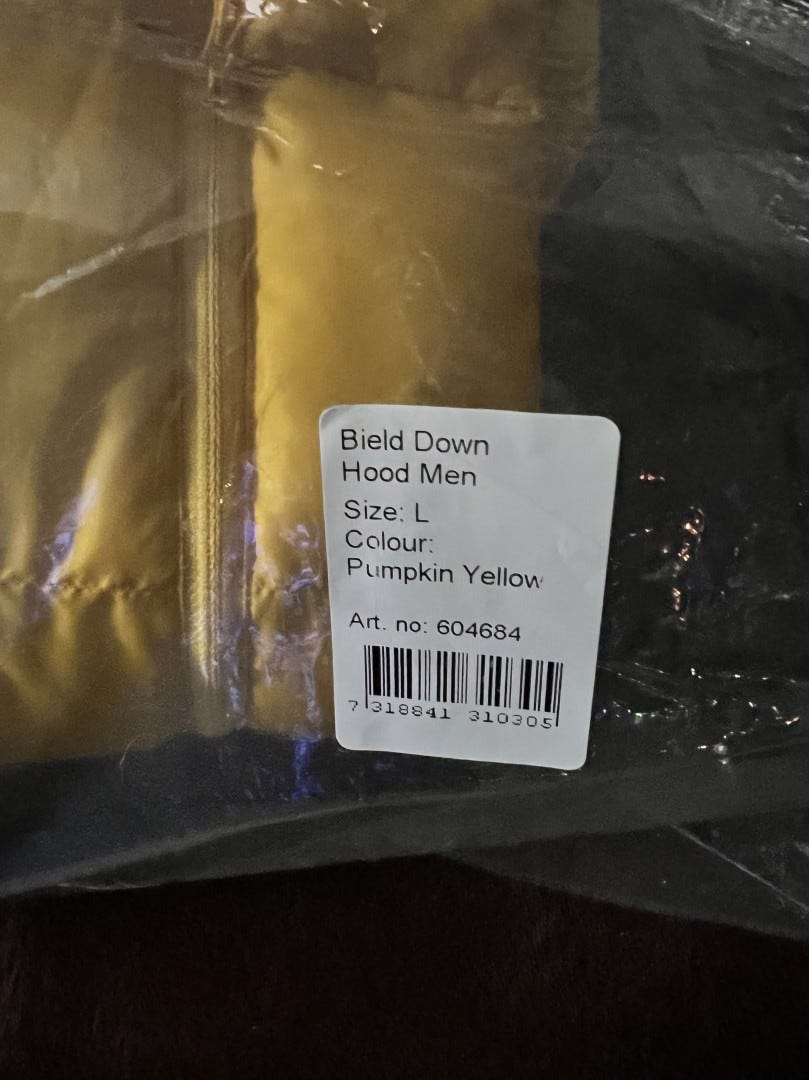 Bield Down
Hood Men
Size: L
Colour:
Pumpkin Yellow
Art. no: 604684
7 318841 310305